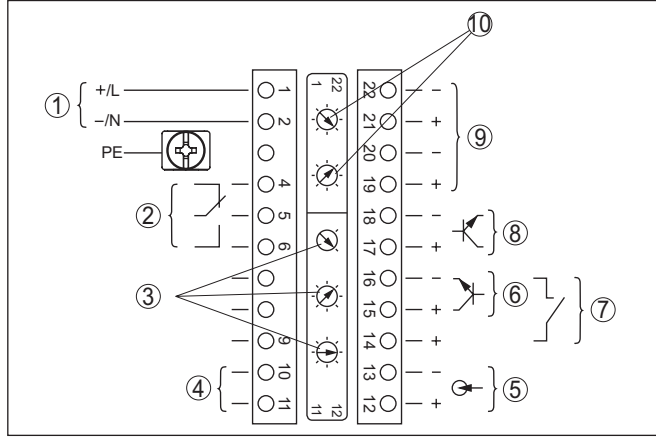 ⑩
1 22
① +/L 1 22 −
−/N 2 21 + ⑨
PE 20 −
② 4 19 +
5 18 − ⑧
6 17 +
③ 16 − ⑥ ⑦
15 +
9 14 +
④ 10 13 − ⑤
11 12 +
11 12